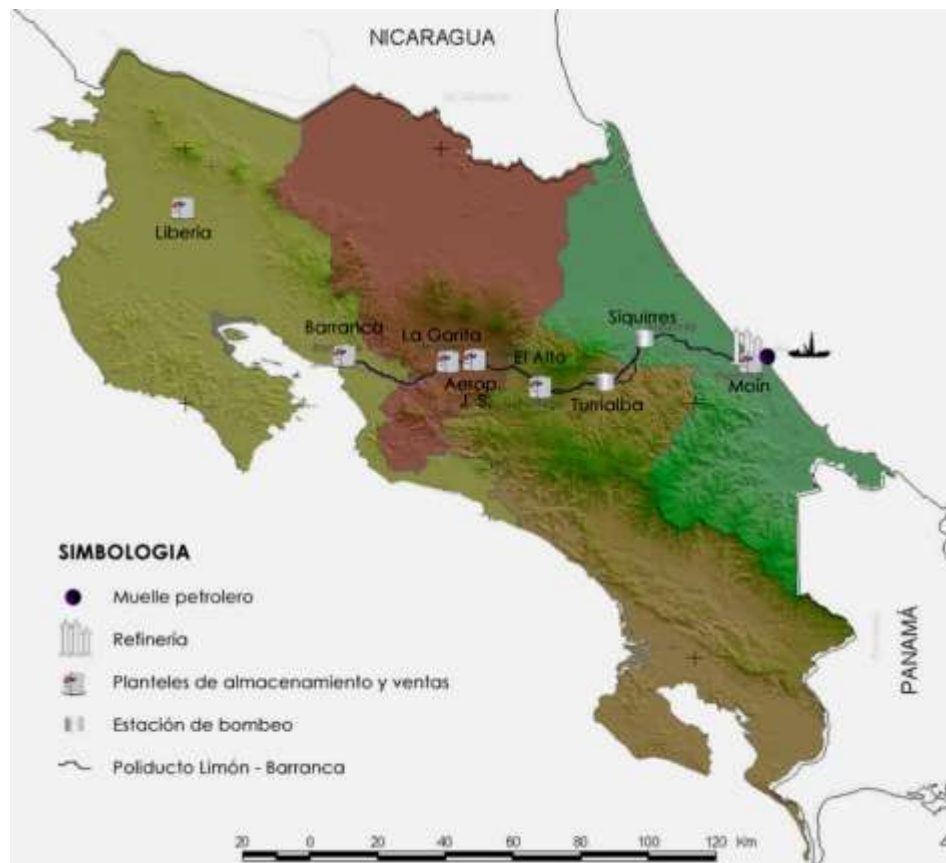 NICARAGUA
NICARAGUA
Liberia
Barranca
La Garita
Siquirres
El Alto
Aerop.
J. S.
Turrialba
Moín
SIMBOLOGIA
Muelle petrolero
Refinería
Planteles de almacenamiento y ventas
Estación de bombeo
Poliducto Limón - Barranca
PANAMÁ
20 0 20 40 60 80 100 120 Km